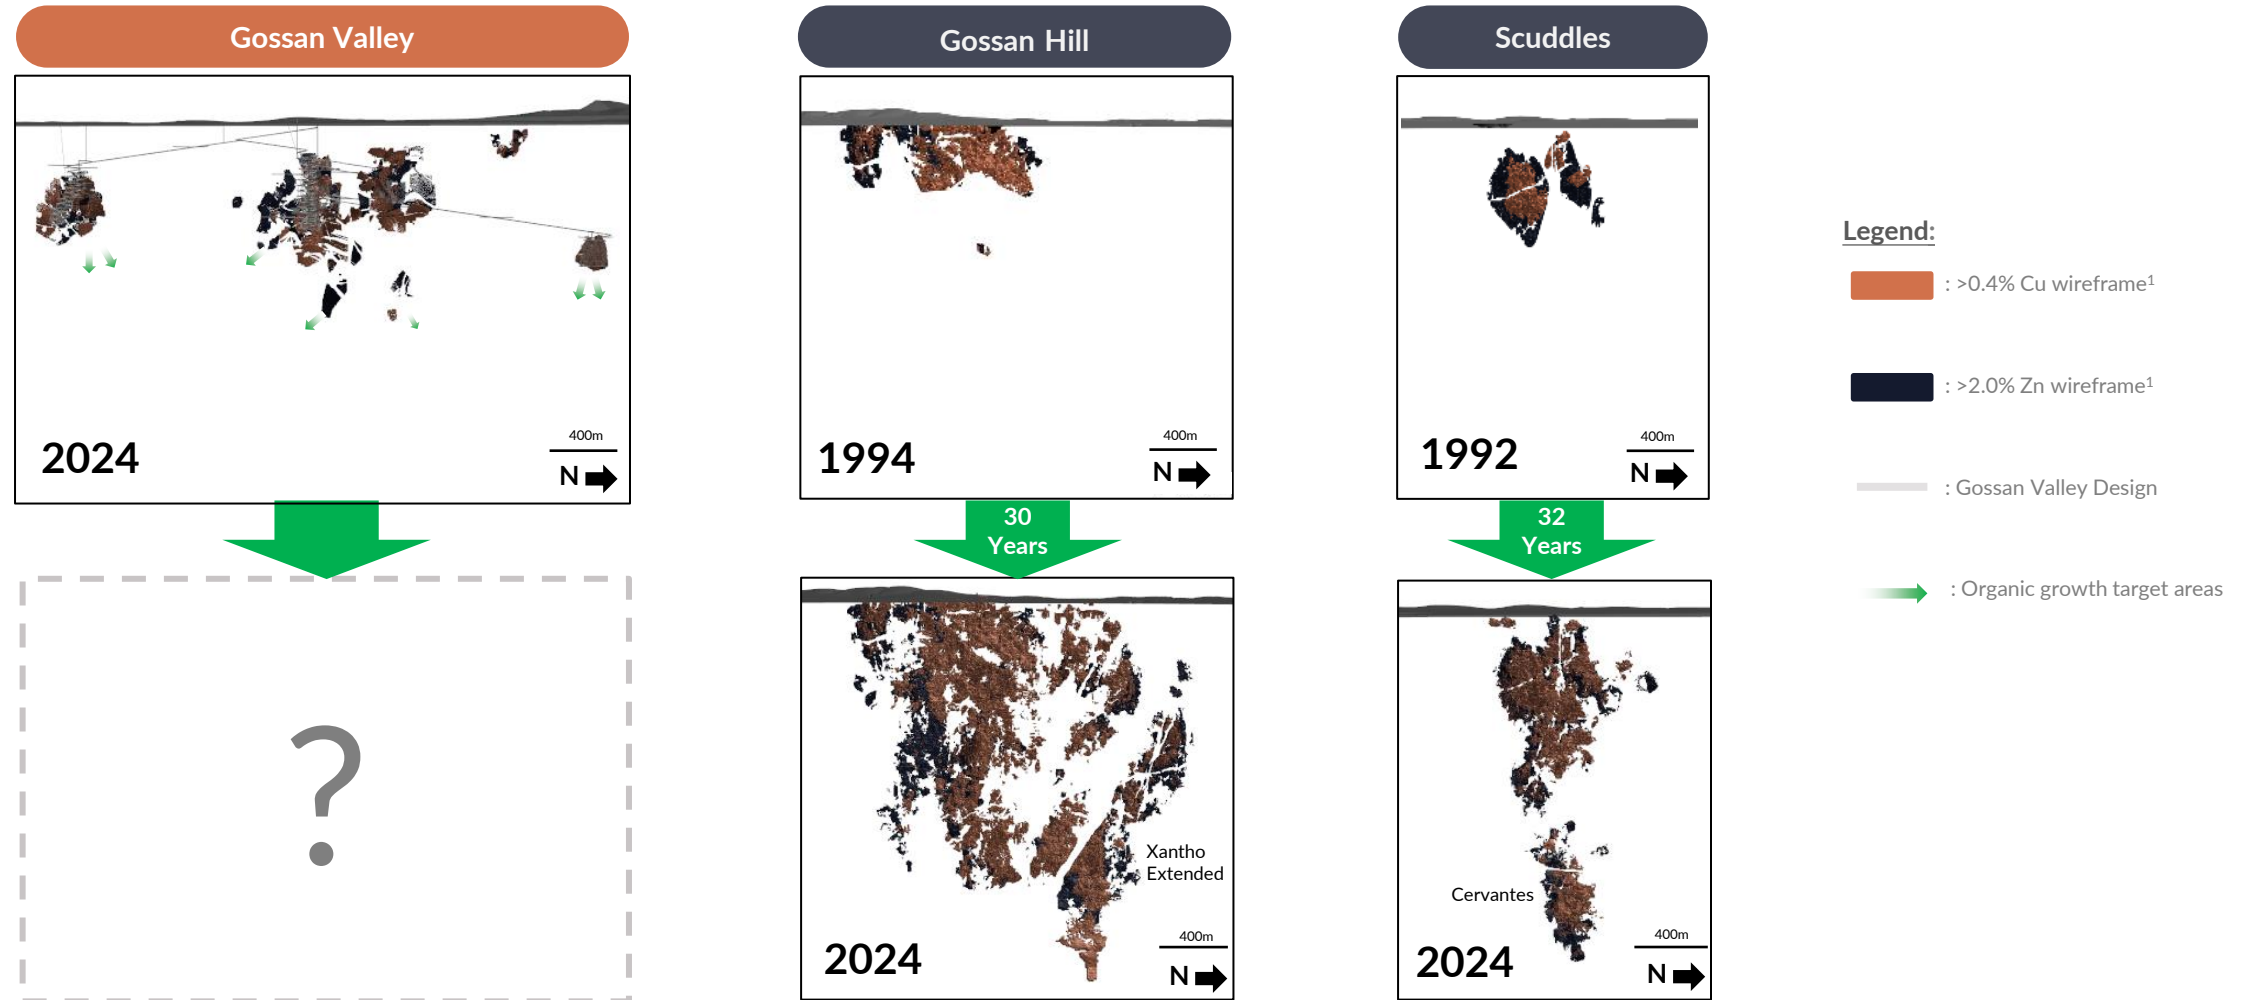 Gossan Valley
Gossan Hill
Scuddles
2024
400m
N
1994
400m
N
1992
400m
N
Legend:
: >0.4% Cu wireframe¹
: >2.0% Zn wireframe¹
: Gossan Valley Design
: Organic growth target areas
30
Years
32
Years
?
Xantho
Extended
2024
400m
N
Cervantes
2024
400m
N